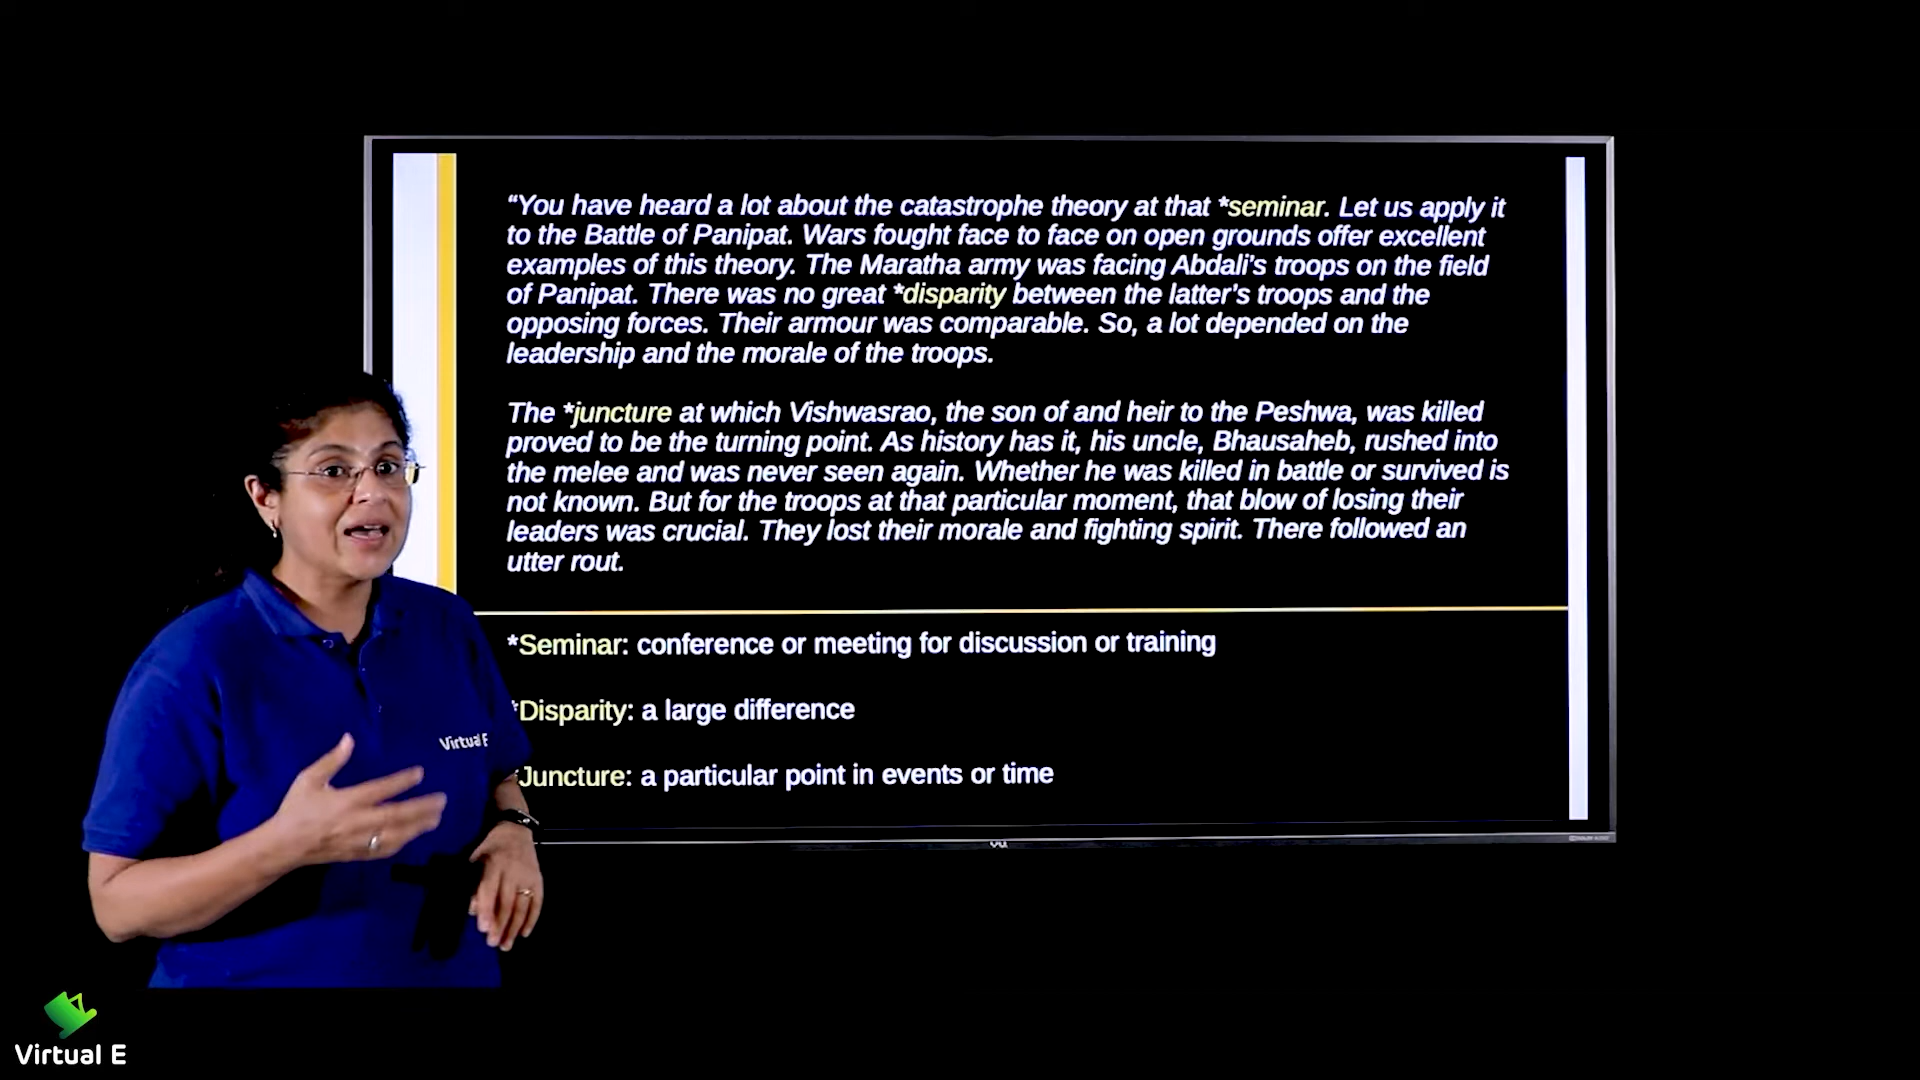 “You have heard a lot about the catastrophe theory at that *seminar. Let us apply it
to the Battle of Panipat. Wars fought face to face on open grounds offer excellent
examples of this theory. The Maratha army was facing Abdali’s troops on the field
of Panipat. There was no great *disparity between the latter’s troops and the
opposing forces. Their armour was comparable. So, a lot depended on the
leadership and the morale of the troops.
The *juncture at which Vishwasrao, the son of and heir to the Peshwa, was killed
proved to be the turning point. As history has it, his uncle, Bhausaheb, rushed into
the melee and was never seen again. Whether he was killed in battle or survived is
not known. But for the troops at that particular moment, that blow of losing their
leaders was crucial. They lost their morale and fighting spirit. There followed an
utter rout.
*Seminar: conference or meeting for discussion or training
*Disparity: a large difference
*Juncture: a particular point in events or time
Virtual E
Vu
Virtual E